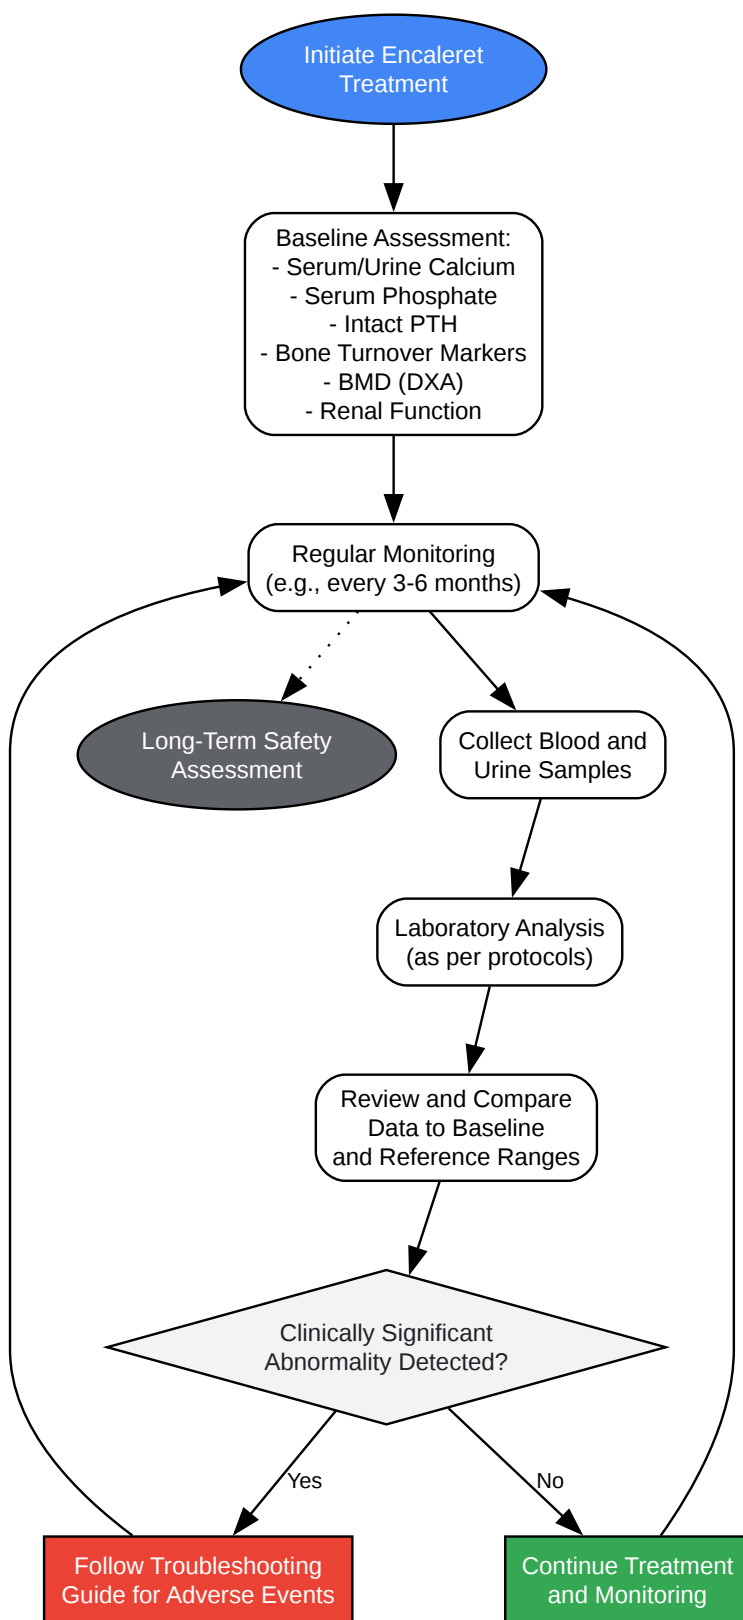 Initiate Encaleret
Treatment
Baseline Assessment:
- Serum/Urine Calcium
- Serum Phosphate
- Intact PTH
- Bone Turnover Markers
- BMD (DXA)
- Renal Function
Regular Monitoring
(e.g., every 3-6 months)
Long-Term Safety
Assessment
Collect Blood and
Urine Samples
Laboratory Analysis
(as per protocols)
Review and Compare
Data to Baseline
and Reference Ranges
Clinically Significant
Abnormality Detected?
Yes
No
Follow Troubleshooting
Guide for Adverse Events
Continue Treatment
and Monitoring